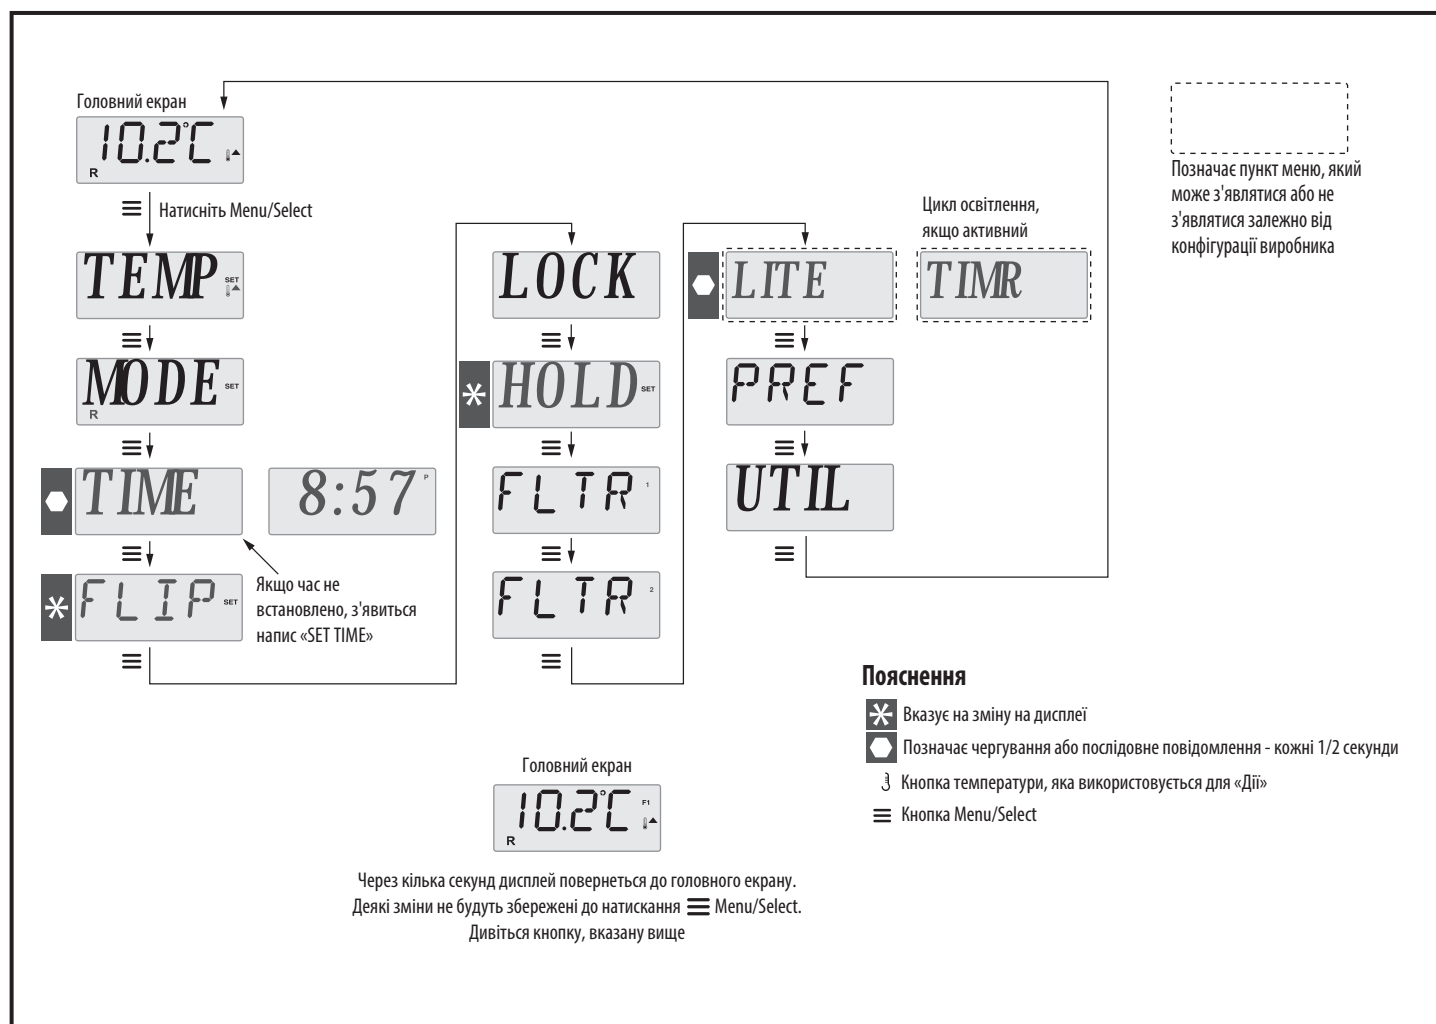 Головний екран
10.2°C
R
Натисніть Menu/Select
TEMP SET
MODE SET
R
TIME
8:57 P
Якщо час не
встановлено, з'явиться
напис «SET TIME»
FLIP SET
LOCK
HOLD SET
FLTR 1
FLTR 2
LITE
Цикл освітлення,
якщо активний
TIMR
PREF
UTIL
Позначає пункт меню, який
може з'являтися або не
з'являтися залежно від
конфігурації виробника
Пояснення
Вказує на зміну на дисплеї
Позначає чергування або послідовне повідомлення - кожні 1/2 секунди
Кнопка температури, яка використовується для «Дії»
Кнопка Menu/Select
Головний екран
10.2°C F1
R
Через кілька секунд дисплей повернеться до головного екрану.
Деякі зміни не будуть збережені до натискання Menu/Select.
Дивіться кнопку, вказану вище